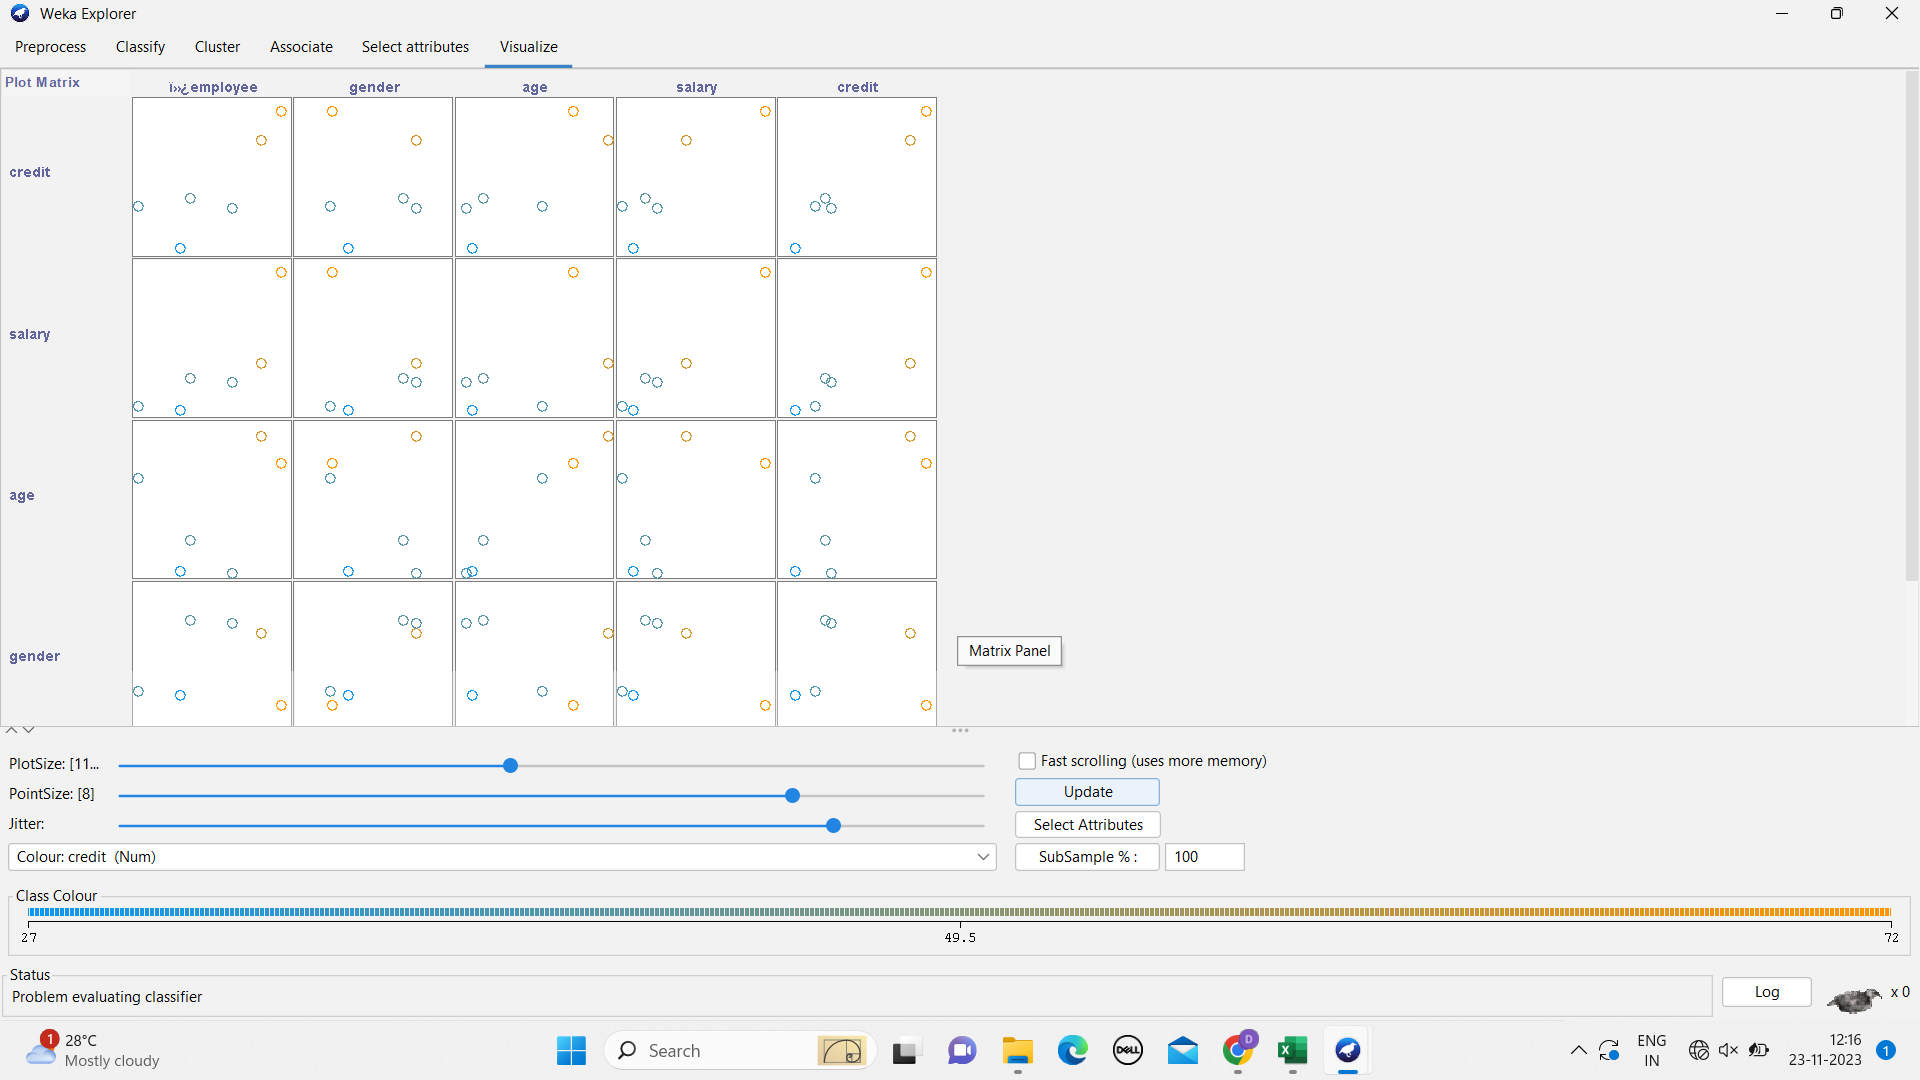 Weka Explorer
Preprocess Classify Cluster Associate Select attributes Visualize
Plot Matrix
ï»¿employee gender age salary credit
credit
salary
age
gender
Matrix Panel
PlotSize: [11...
Fast scrolling (uses more memory)
PointSize: [8]
Update
Jitter:
Select Attributes
Colour: credit (Num)
SubSample % : 100
Class Colour
27 49.5 72
Status
Problem evaluating classifier
Log
x 0
1
28°C
Mostly cloudy
Search
DELL
D
ENG
IN
12:16
23-11-2023
1